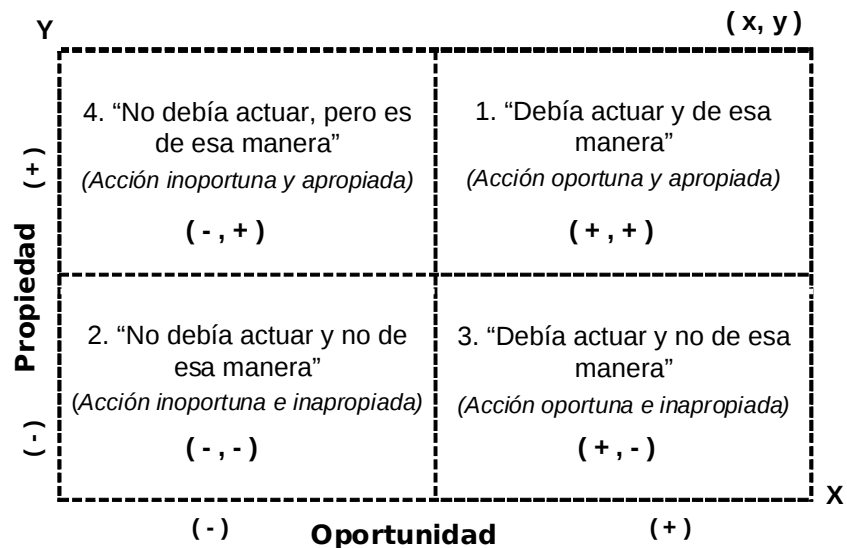 Y
( x, y )
4. “No debía actuar, pero es
de esa manera”
(Acción inoportuna y apropiada)
( - , + )
1. “Debía actuar y de esa
manera”
(Acción oportuna y apropiada)
( + , + )
( + )
Propiedad
( - )
2. “No debía actuar y no de
esa manera”
(Acción inoportuna e inapropiada)
( - , - )
3. “Debía actuar y no de esa
manera”
(Acción oportuna e inapropiada)
( + , - )
X
( - )
Oportunidad
( + )